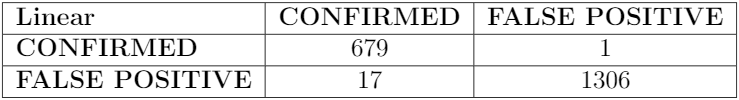 Linear CONFIRMED FALSE POSITIVE
CONFIRMED 679 1
FALSE POSITIVE 17 1306